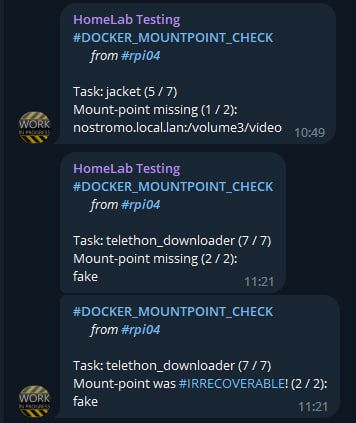 HomeLab Testing
#DOCKER_MOUNTPOINT_CHECK
from #rpi04
Task: jacket (5 / 7)
Mount-point missing (1 / 2):
nostromo.local.lan:/volume3/video 10:49
WORK
IN PROGRESS
HomeLab Testing
#DOCKER_MOUNTPOINT_CHECK
from #rpi04
Task: telethon_downloader (7 / 7)
Mount-point missing (2 / 2):
fake
11:21
#DOCKER_MOUNTPOINT_CHECK
from #rpi04
Task: telethon_downloader (7 / 7)
Mount-point was #IRRECOVERABLE! (2 / 2):
fake
11:21
WORK
IN PROGRESS